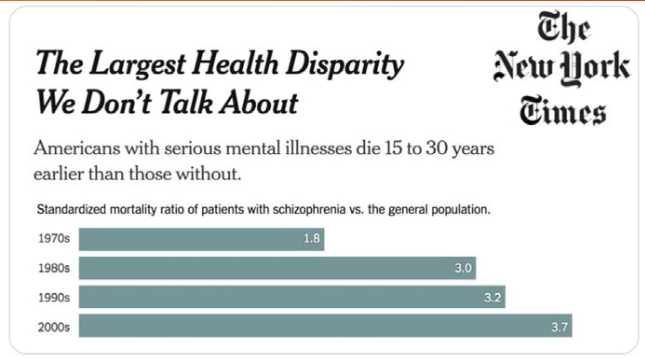 The Largest Health Disparity
We Don't Talk About
The
New York
Times
Americans with serious mental illnesses die 15 to 30 years
earlier than those without.
Standardized mortality ratio of patients with schizophrenia vs. the general population.
1970s 1.8
1980s 3.0
1990s 3.2
2000s 3.7